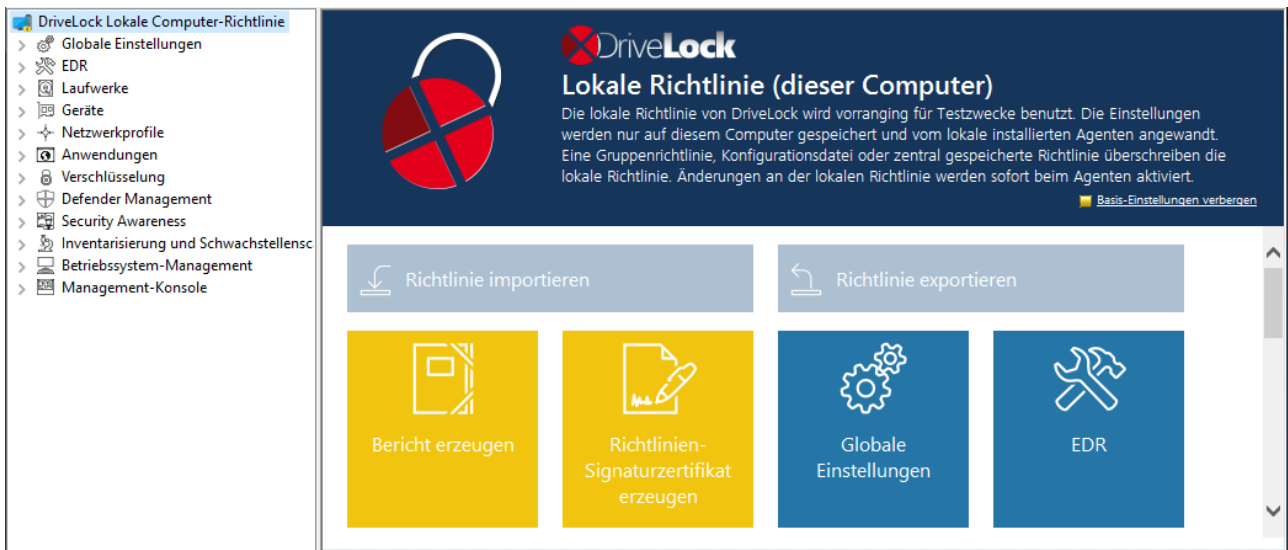 DriveLock Lokale Computer-Richtlinie
Globale Einstellungen
EDR
Laufwerke
Geräte
Netzwerkprofile
Anwendungen
Verschlüsselung
Defender Management
Security Awareness
Inventarisierung und Schwachstellensc
Betriebssystem-Management
Management-Konsole
DriveLock
Lokale Richtlinie (dieser Computer)
Die lokale Richtlinie von DriveLock wird vorranging für Testzwecke benutzt. Die Einstellungen
werden nur auf diesem Computer gespeichert und vom lokale installierten Agenten angewandt.
Eine Gruppenrichtlinie, Konfigurationsdatei oder zentral gespeicherte Richtlinie überschreiben die
lokale Richtlinie. Änderungen an der lokalen Richtlinie werden sofort beim Agenten aktiviert.
Basis-Einstellungen verbergen
Richtlinie importieren
Richtlinie exportieren
Bericht erzeugen
Richtlinien-
Signaturzertifikat
erzeugen
Globale
Einstellungen
EDR